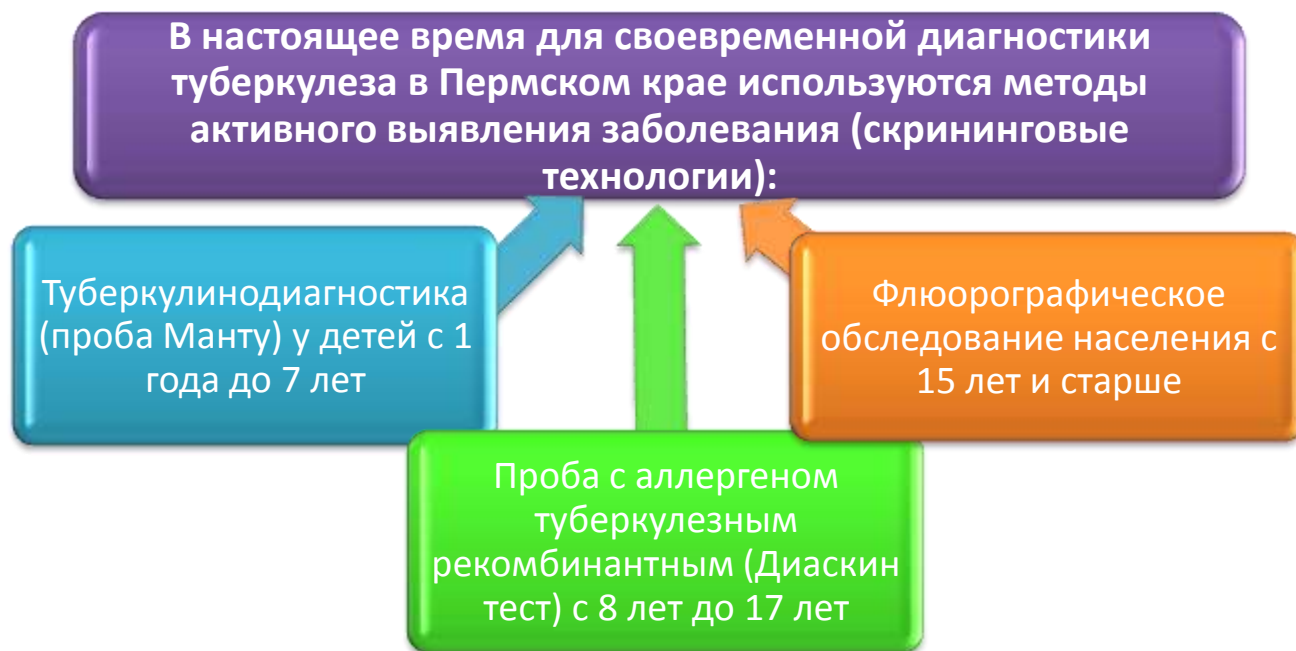 В настоящее время для своевременной диагностики
туберкулеза в Пермском крае используются методы
активного выявления заболевания (скрининговые
технологии):
Туберкулинодиагностика
(проба Манту) у детей с 1
года до 7 лет
Флюорографическое
обследование населения с
15 лет и старше
Проба с аллергеном
туберкулезным
рекомбинантным (Диаскин
тест) с 8 лет до 17 лет